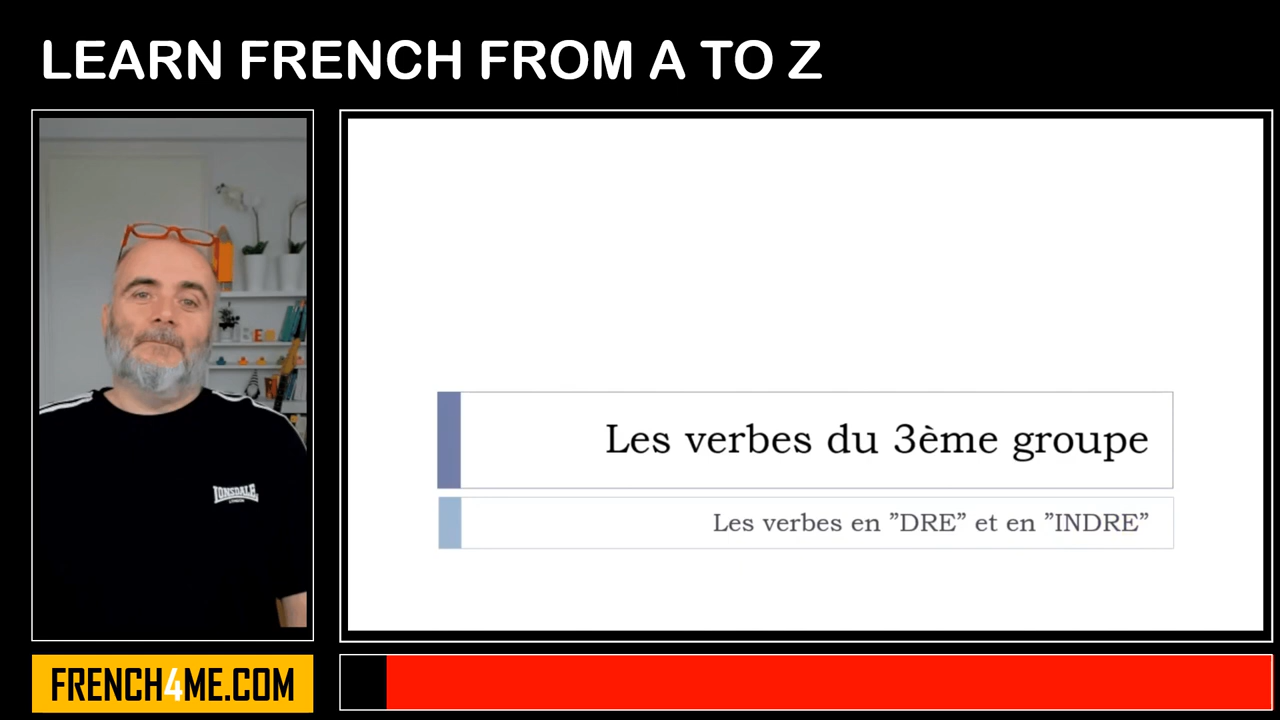 LEARN FRENCH FROM A TO Z
LONSDALE
LONDON
Les verbes du 3ème groupe
Les verbes en ”DRE” et en ”INDRE”
FRENCH4ME.COM